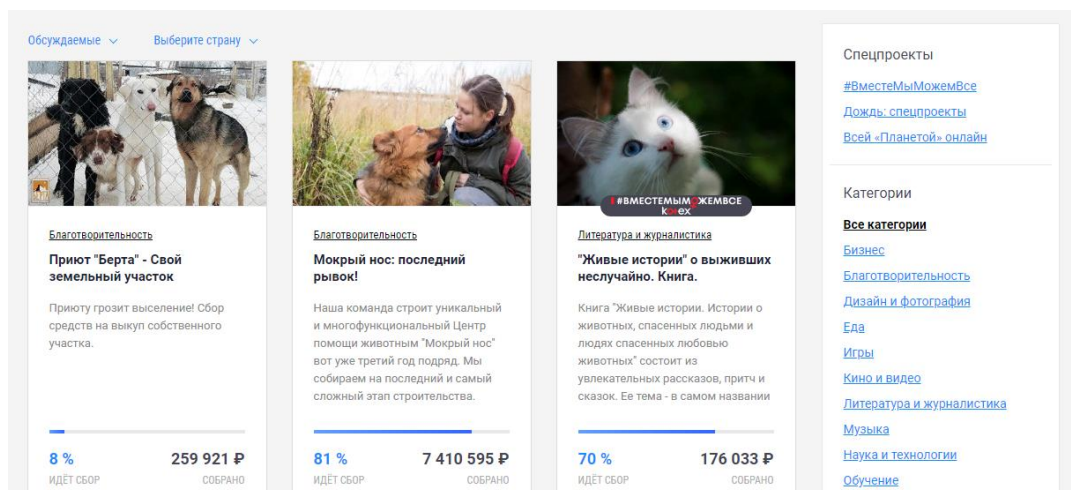 Обсуждаемые
Выберите страну
Благотворительность
Приют "Берта" - Свой
земельный участок
Приюту грозит выселение! Сбор
средств на выкуп собственного
участка.
8 %
259 921 ₽
ИДЁТ СБОР
СОБРАНО
Благотворительность
Мокрый нос: последний
рывок!
Наша команда строит уникальный
и многофункциональный Центр
помощи животным "Мокрый нос"
вот уже третий год подряд. Мы
собираем на последний и самый
сложный этап строительства.
81 %
7 410 595 ₽
ИДЁТ СБОР
СОБРАНО
#ВМЕСТЕМЫМОЖЕМВСЕ
Литература и журналистика
"Живые истории" о выживших
неслучайно. Книга.
Книга "Живые истории. Истории о
животных, спасенных людьми и
людях спасенных любовью
животных" состоит из
увлекательных рассказов, притч и
сказок. Ее тема - в самом названии
70 %
176 033 ₽
ИДЁТ СБОР
СОБРАНО
Спецпроекты
#ВместеМыМожемВсе
Дождь: спецпроекты
Всей «Планетой» онлайн
Категории
Все категории
Бизнес
Благотворительность
Дизайн и фотография
Еда
Игры
Кино и видео
Литература и журналистика
Музыка
Наука и технологии
Обучение